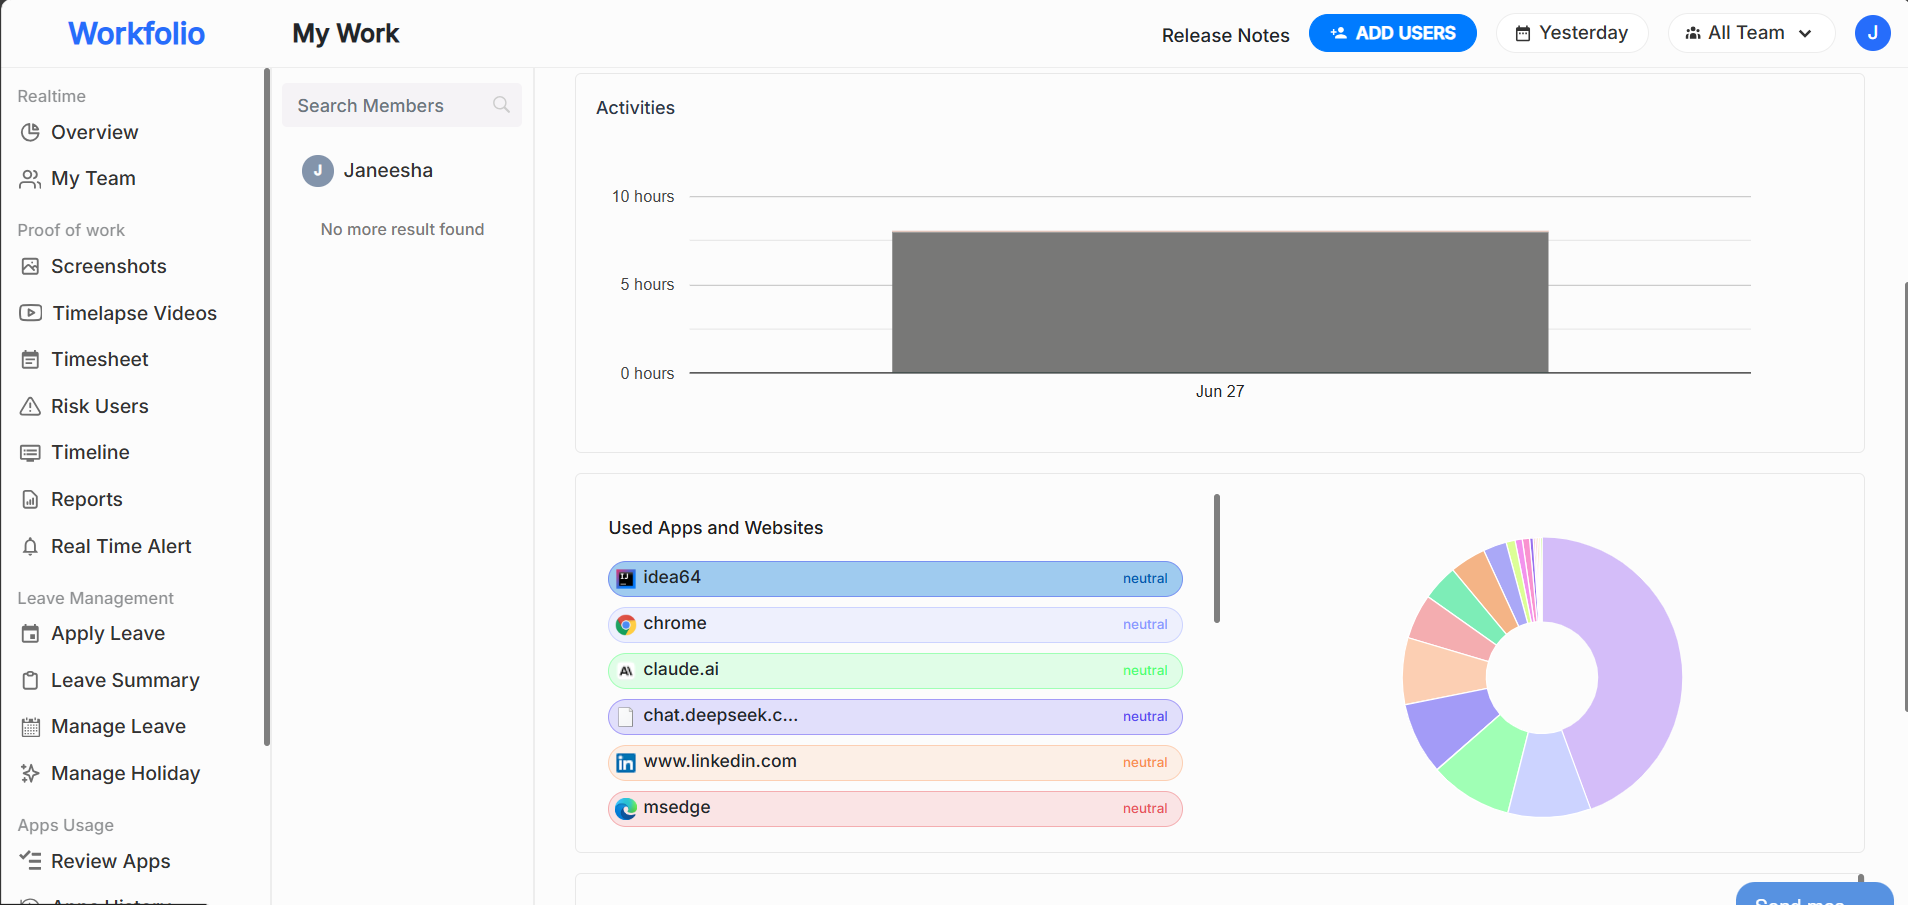 Workfolio
My Work
Release Notes
ADD USERS
Yesterday
All Team
J
Realtime
Overview
My Team
Proof of work
Screenshots
Timelapse Videos
Timesheet
Risk Users
Timeline
Reports
Real Time Alert
Leave Management
Apply Leave
Leave Summary
Manage Leave
Manage Holiday
Apps Usage
Review Apps
Search Members
J Janeesha
No more result found
Activities
10 hours
5 hours
0 hours
Jun 27
Used Apps and Websites
idea64 neutral
chrome neutral
claude.ai neutral
chat.deepseek.c... neutral
www.linkedin.com neutral
msedge neutral